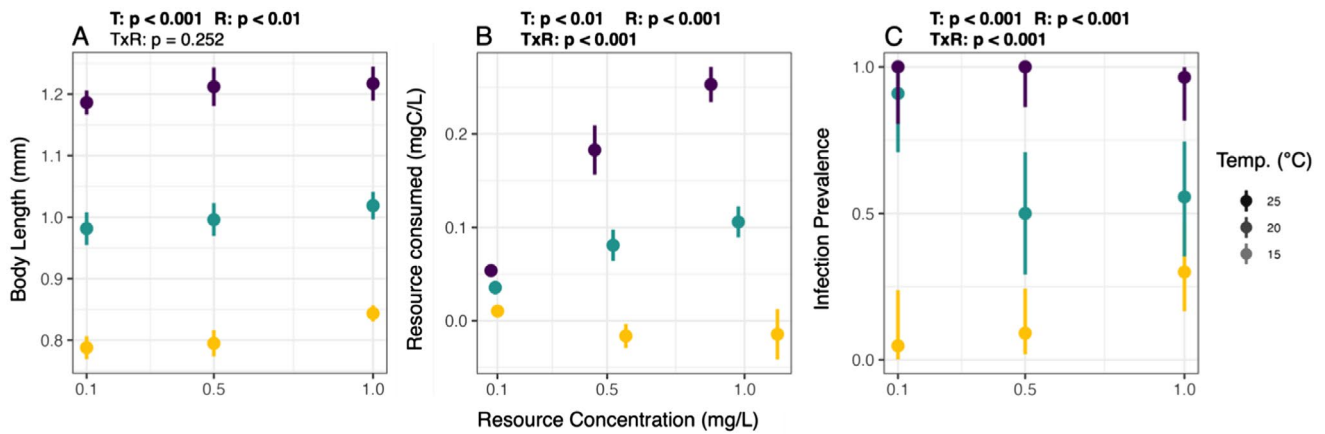 T: p < 0.001 R: p < 0.01
A TxR: p = 0.252
Body Length (mm)
1.2
1.1
1.0
0.9
0.8
0.1 0.5 1.0
T: p < 0.01 R: p < 0.001
B TxR: p < 0.001
Resource consumed (mgC/L)
0.2
0.1
0.0
0.1 0.5 1.0
Resource Concentration (mg/L)
T: p < 0.001 R: p < 0.001
C TxR: p < 0.001
Infection Prevalence
1.0
0.5
0.0
0.1 0.5 1.0
Temp. (°C)
25
20
15